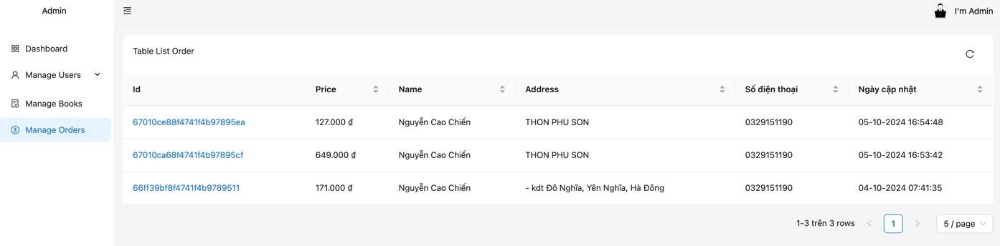 Admin
I'm Admin
Dashboard
Manage Users
Manage Books
Manage Orders
Table List Order
Id Price Name Address Số điện thoại Ngày cập nhật
67010ce88f4741f4b97895ea 127.000 ₫ Nguyễn Cao Chiến THON PHU SON 0329151190 05-10-2024 16:54:48
67010ca68f4741f4b97895cf 649.000 ₫ Nguyễn Cao Chiến THON PHU SON 0329151190 05-10-2024 16:53:42
66ff39bf8f4741f4b9789511 171.000 ₫ Nguyễn Cao Chiến - kdt Đô Nghĩa, Yên Nghĩa, Hà Đông 0329151190 04-10-2024 07:41:35
1-3 trên 3 rows 1 5 / page